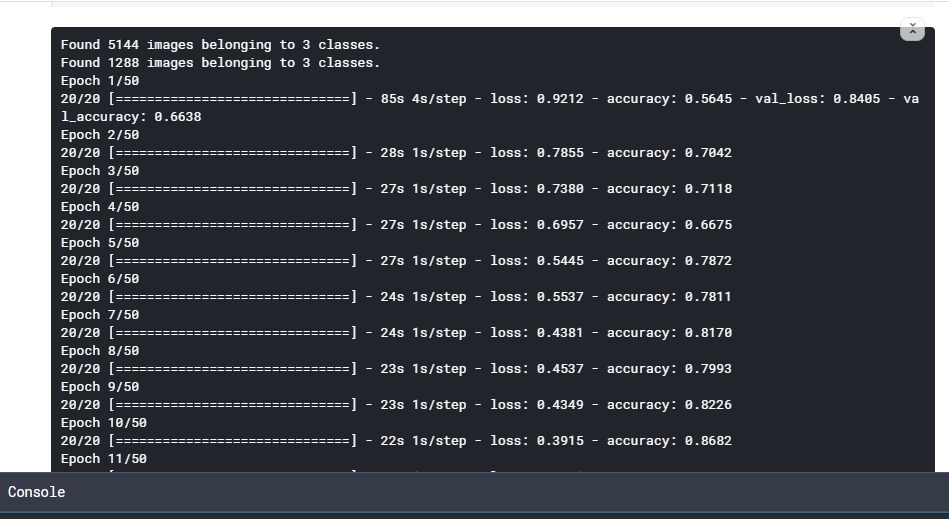 Found 5144 images belonging to 3 classes.
Found 1288 images belonging to 3 classes.
Epoch 1/50
20/20 [==============================] - 85s 4s/step - loss: 0.9212 - accuracy: 0.5645 - val_loss: 0.8405 - va
l_accuracy: 0.6638
Epoch 2/50
20/20 [==============================] - 28s 1s/step - loss: 0.7855 - accuracy: 0.7042
Epoch 3/50
20/20 [==============================] - 27s 1s/step - loss: 0.7380 - accuracy: 0.7118
Epoch 4/50
20/20 [==============================] - 27s 1s/step - loss: 0.6957 - accuracy: 0.6675
Epoch 5/50
20/20 [==============================] - 27s 1s/step - loss: 0.5445 - accuracy: 0.7872
Epoch 6/50
20/20 [==============================] - 24s 1s/step - loss: 0.5537 - accuracy: 0.7811
Epoch 7/50
20/20 [==============================] - 24s 1s/step - loss: 0.4381 - accuracy: 0.8170
Epoch 8/50
20/20 [==============================] - 23s 1s/step - loss: 0.4537 - accuracy: 0.7993
Epoch 9/50
20/20 [==============================] - 23s 1s/step - loss: 0.4349 - accuracy: 0.8226
Epoch 10/50
20/20 [==============================] - 22s 1s/step - loss: 0.3915 - accuracy: 0.8682
Epoch 11/50
Console